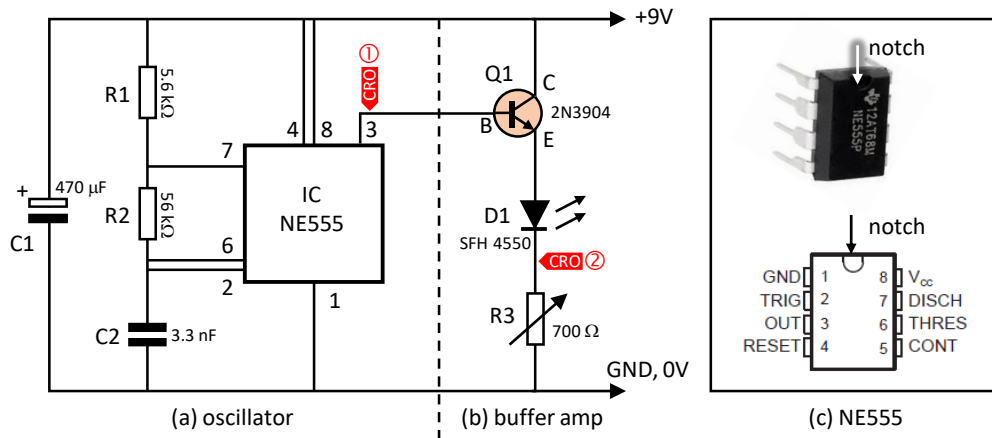 +9V
R1
5.6 kΩ
R2
56 kΩ
+
470 µF
C1
C2
3.3 nF
7
6
2
4
8
3
1
IC
NE555
CRO ①
Q1
C
B
E
2N3904
D1
SFH 4550
CRO ②
R3
700 Ω
GND, 0V
(a) oscillator
(b) buffer amp
notch
12AT68M
NE555P
notch
GND 1 8 Vcc
TRIG 2 7 DISCH
OUT 3 6 THRES
RESET 4 5 CONT
(c) NE555